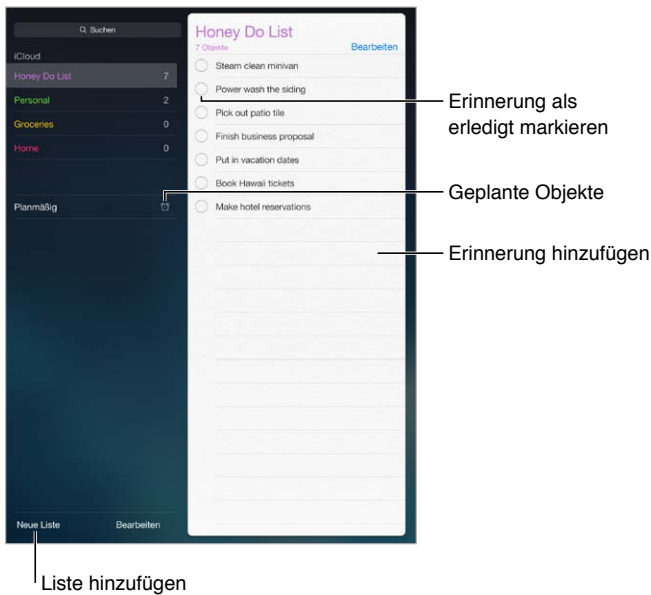 Suchen
iCloud
Honey Do List 7
Personal 2
Groceries 0
Home 0
Planmäßig
Neue Liste Bearbeiten
Honey Do List
7 Objekte Bearbeiten
Steam clean minivan
Power wash the siding
Pick out patio tile
Finish business proposal
Put in vacation dates
Book Hawaii tickets
Make hotel reservations
Erinnerung als
erledigt markieren
Geplante Objekte
Erinnerung hinzufügen
Liste hinzufügen